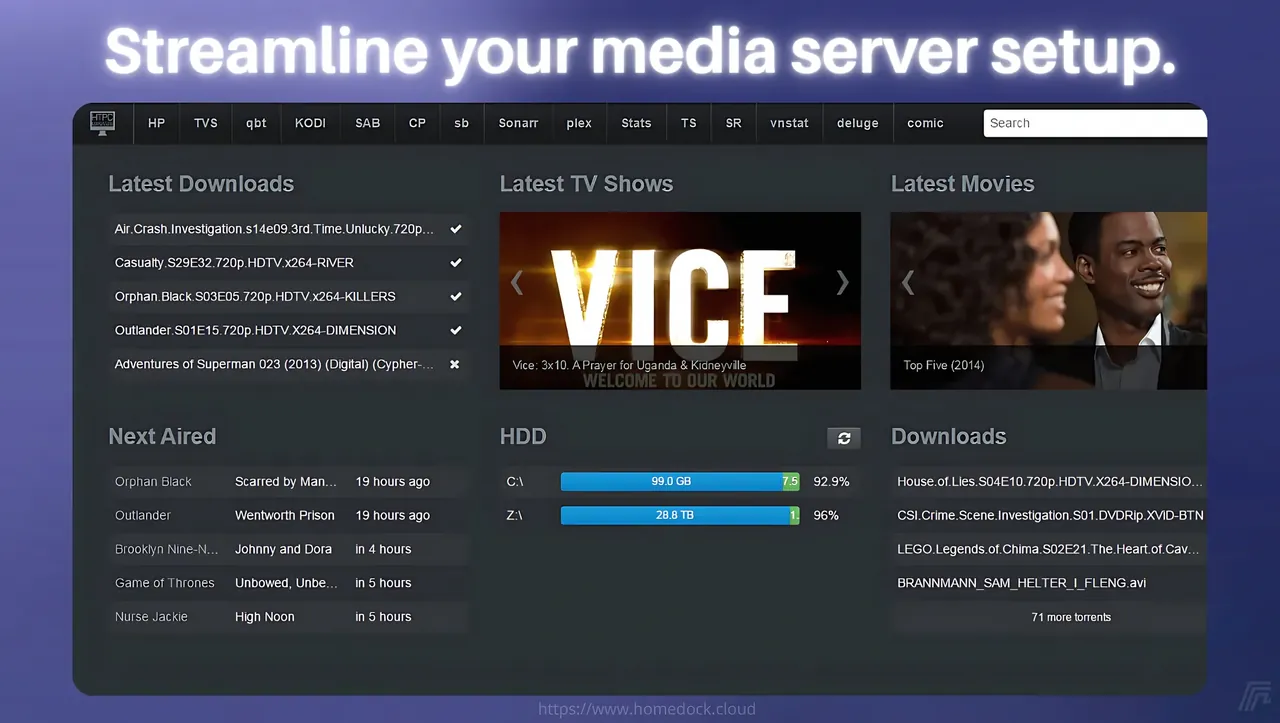 Streamline your media server setup.
HTPC
HP TVS qbt KODI SAB CP sb Sonarr plex Stats TS SR vnstat deluge comic Search
Latest Downloads
Air.Crash.Investigation.s14e09.3rd.Time.Unlucky.720p...
Casualty.S29E32.720p.HDTV.x264-RiVER
Orphan.Black.S03E05.720p.HDTV.x264-KILLERS
Outlander.S01E15.720p.HDTV.X264-DIMENSION
Adventures of Superman 023 (2013) (Digital) (Cypher-...
Latest TV Shows
VICE
Vice: 3x10. A Prayer for Uganda & Kidneyville
WELCOME TO OUR WORLD
Latest Movies
Top Five (2014)
Next Aired
Orphan Black Scarred by Man... 19 hours ago
Outlander Wentworth Prison 19 hours ago
Brooklyn Nine-N... Johnny and Dora in 4 hours
Game of Thrones Unbowed, Unbe... in 5 hours
Nurse Jackie High Noon in 5 hours
HDD
C:\ 99.0 GB 7.5 92.9%
Z:\ 28.8 TB 1. 96%
Downloads
House.of.Lies.S04E10.720p.HDTV.X264-DIMENSIO...
CSI.Crime.Scene.Investigation.S01.DVDRip.XViD-BTN
LEGO.Legends.of.Chima.S02E21.The.Heart.of.Cav...
BRANNMANN_SAM_HELTER_I_FLENG.avi
71 more torrents
https://www.homedock.cloud